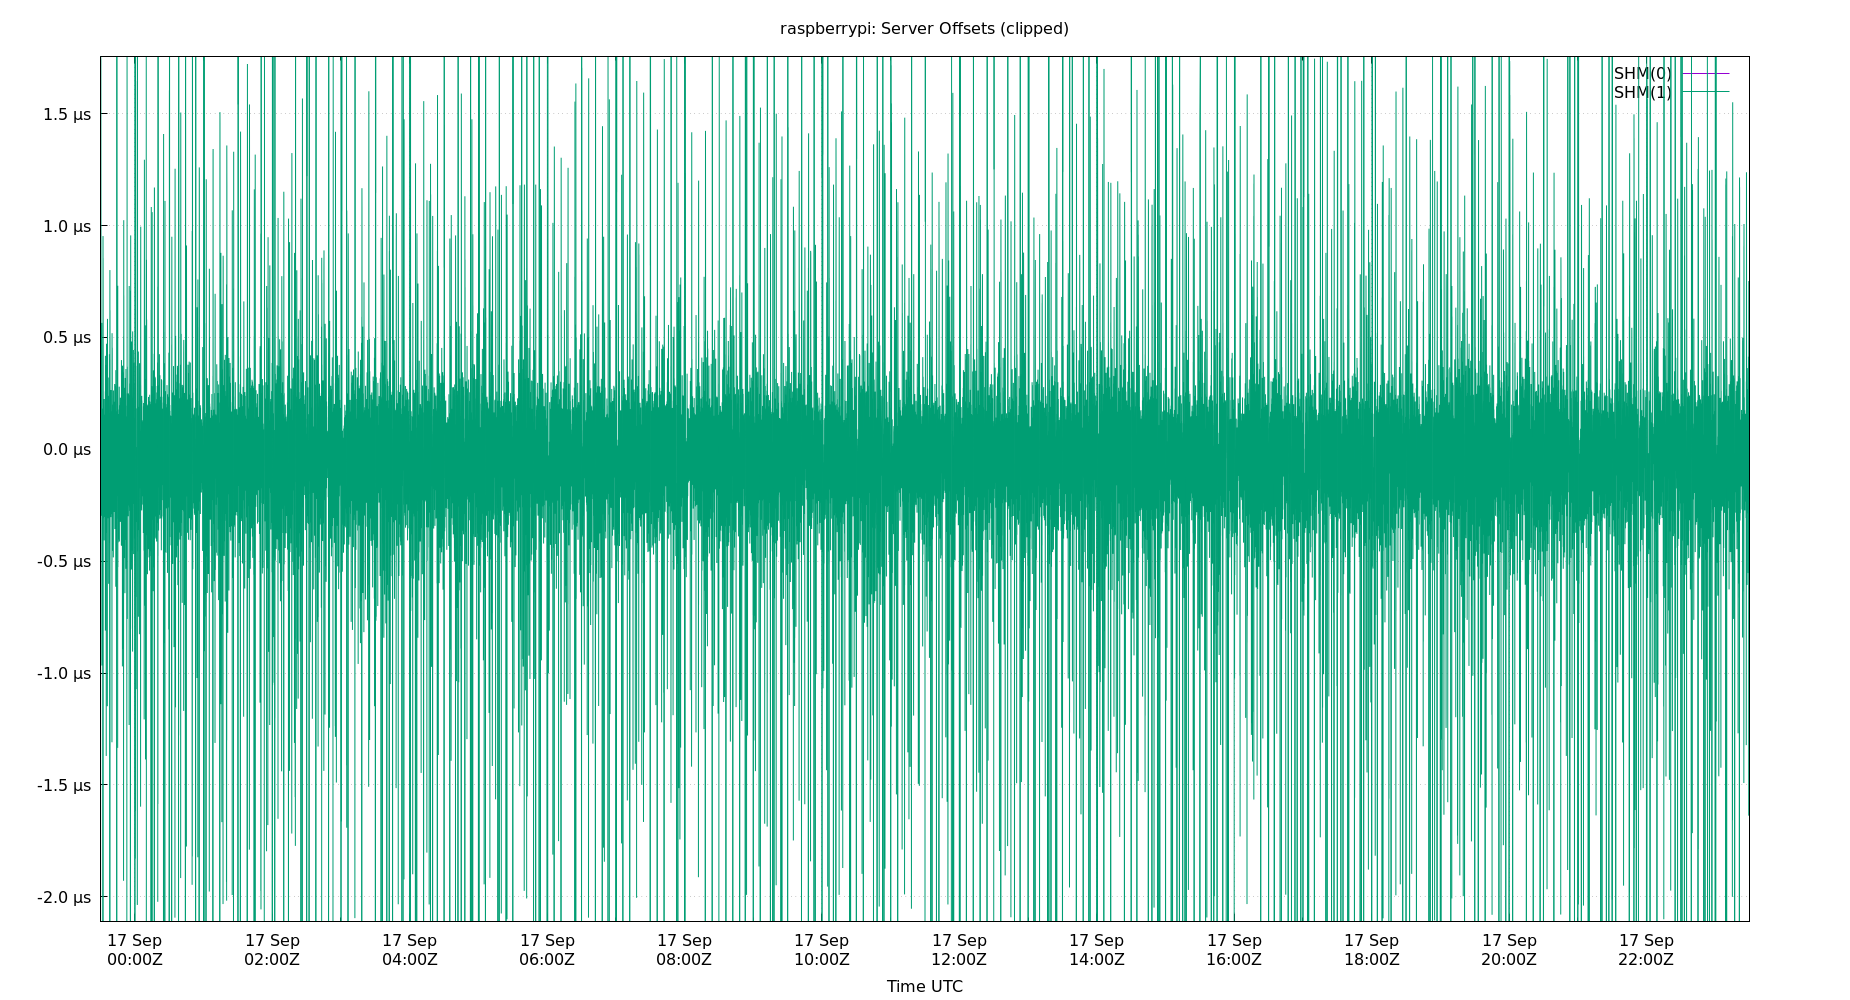 raspberrypi: Server Offsets (clipped)
SHM(0)
SHM(1)
1.5 µs
1.0 µs
0.5 µs
0.0 µs
-0.5 µs
-1.0 µs
-1.5 µs
-2.0 µs
17 Sep 17 Sep 17 Sep 17 Sep 17 Sep 17 Sep 17 Sep 17 Sep 17 Sep 17 Sep 17 Sep 17 Sep
00:00Z 02:00Z 04:00Z 06:00Z 08:00Z 10:00Z 12:00Z 14:00Z 16:00Z 18:00Z 20:00Z 22:00Z
Time UTC